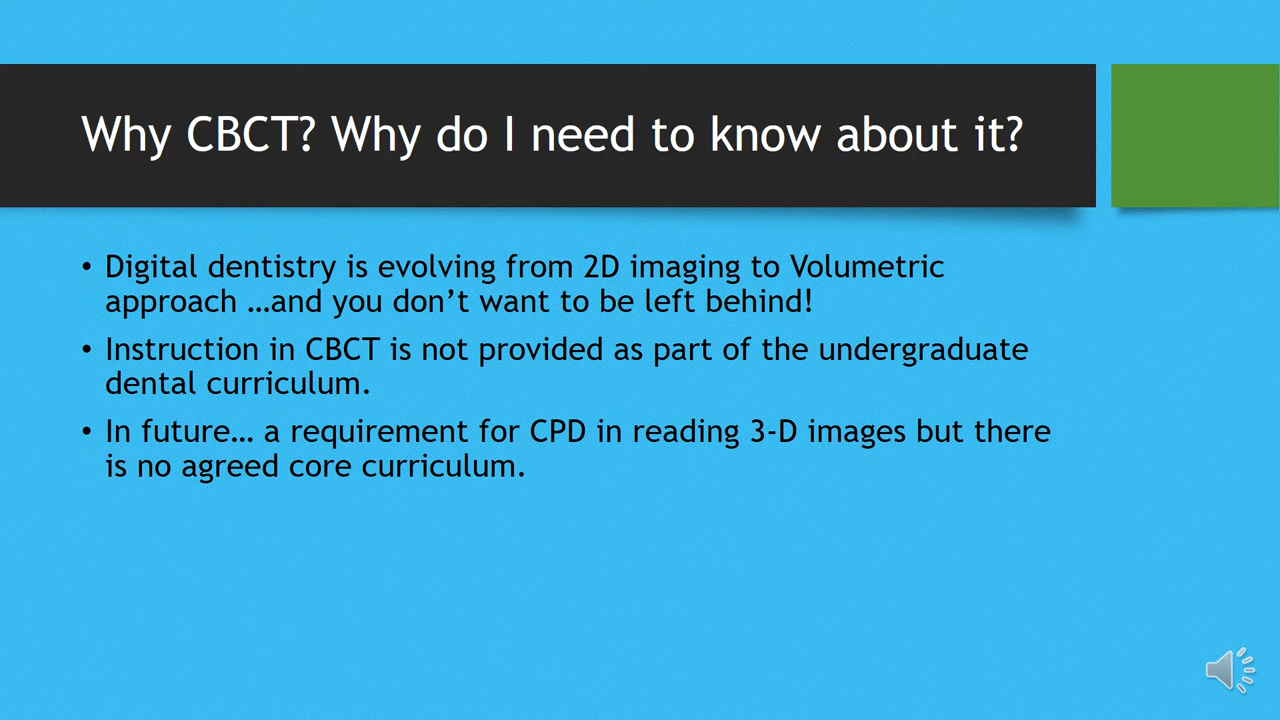 Why CBCT? Why do I need to know about it?
• Digital dentistry is evolving from 2D imaging to Volumetric
approach …and you don’t want to be left behind!
• Instruction in CBCT is not provided as part of the undergraduate
dental curriculum.
• In future… a requirement for CPD in reading 3-D images but there
is no agreed core curriculum.